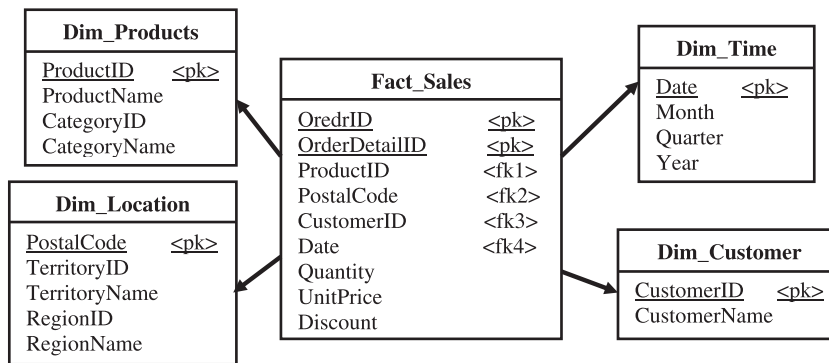 Dim_Products
ProductID <pk>
ProductName
CategoryID
CategoryName
Dim_Location
PostalCode <pk>
TerritoryID
TerritoryName
RegionID
RegionName
Fact_Sales
OredrID <pk>
OrderDetailID <pk>
ProductID <fk1>
PostalCode <fk2>
CustomerID <fk3>
Date <fk4>
Quantity
UnitPrice
Discount
Dim_Time
Date <pk>
Month
Quarter
Year
Dim_Customer
CustomerID <pk>
CustomerName